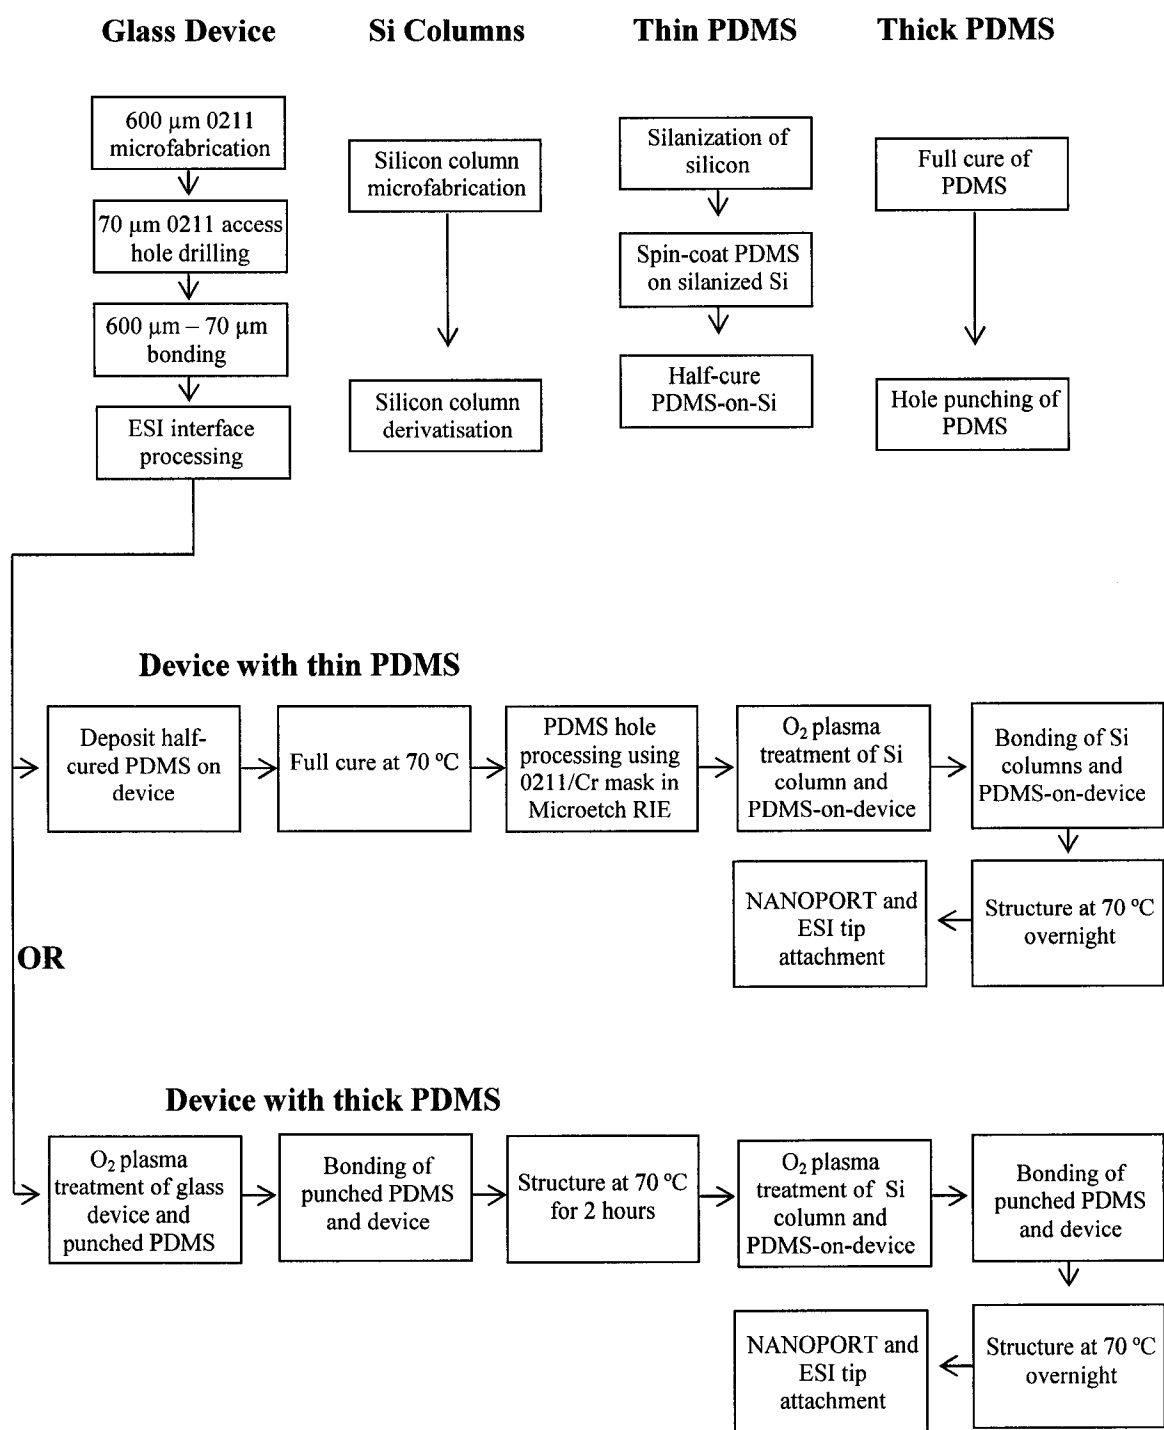 Glass Device
Si Columns
Thin PDMS
Thick PDMS
600 μm 0211
microfabrication
70 μm 0211 access
hole drilling
600 μm – 70 μm
bonding
ESI interface
processing
Silicon column
microfabrication
Silicon column
derivatisation
Silanization of
silicon
Spin-coat PDMS
on silanized Si
Half-cure
PDMS-on-Si
Full cure of
PDMS
Hole punching of
PDMS
Device with thin PDMS
Deposit half-
cured PDMS on
device
Full cure at 70 ºC
PDMS hole
processing using
0211/Cr mask in
Microetch RIE
O₂ plasma
treatment of Si
column and
PDMS-on-device
Bonding of Si
columns and
PDMS-on-device
NANOPORT and
ESI tip
attachment
Structure at 70 ºC
overnight
OR
Device with thick PDMS
O₂ plasma
treatment of glass
device and
punched PDMS
Bonding of
punched PDMS
and device
Structure at 70 ºC
for 2 hours
O₂ plasma
treatment of Si
column and
PDMS-on-device
Bonding of
punched PDMS
and device
NANOPORT and
ESI tip
attachment
Structure at 70 ºC
overnight